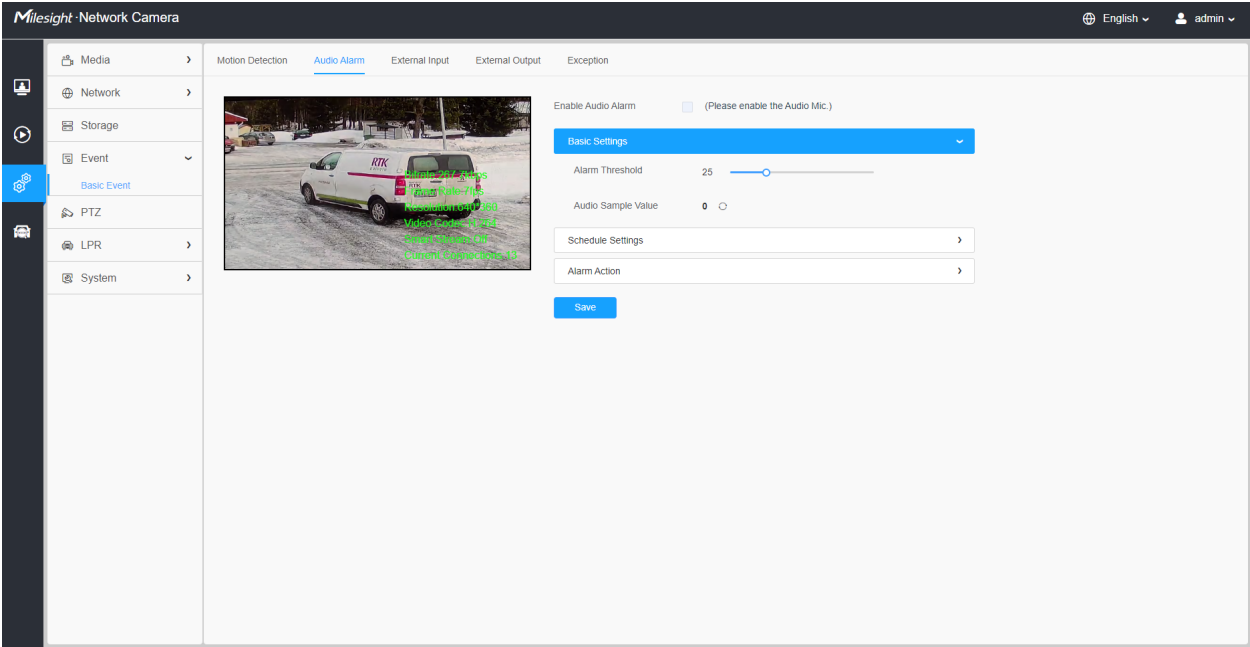 Milesight Network Camera
English
admin
Media
Network
Storage
Event
Basic Event
PTZ
LPR
System
Motion Detection
Audio Alarm
External Input
External Output
Exception
RTK
Enable Audio Alarm
(Please enable the Audio Mic.)
Basic Settings
Alarm Threshold
25
Audio Sample Value
0
Schedule Settings
Alarm Action
Save